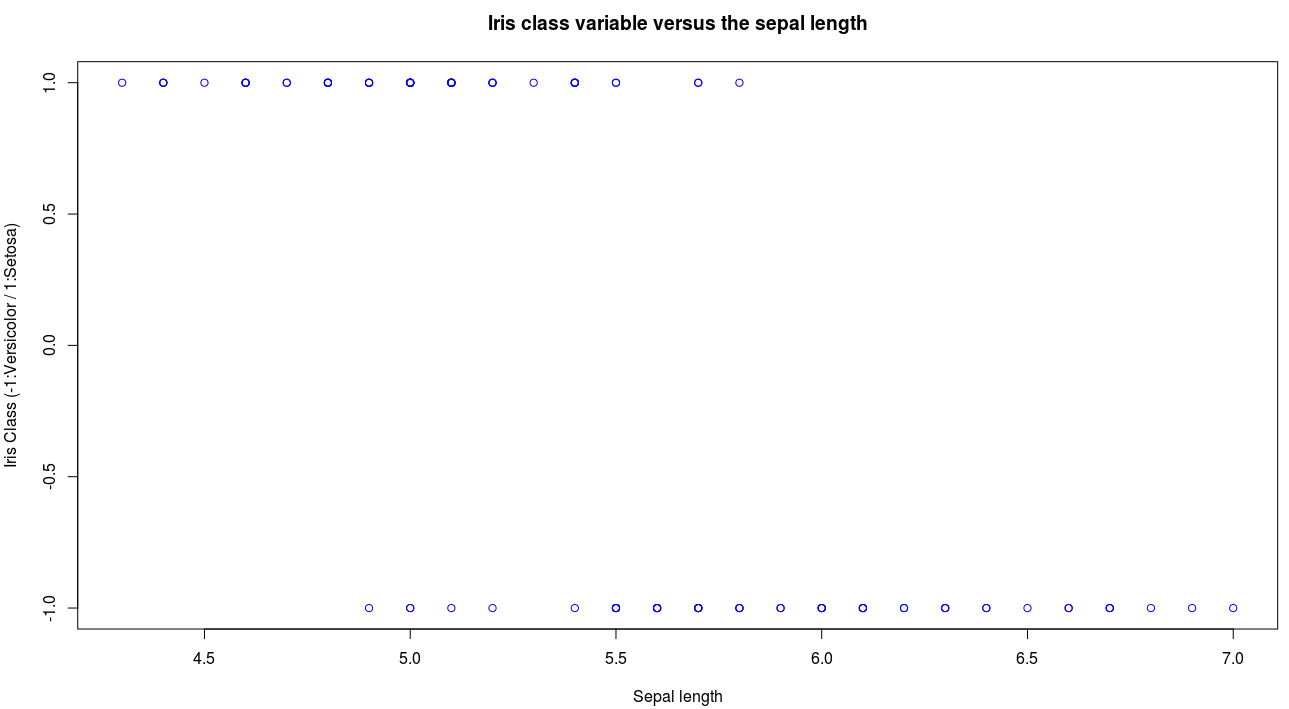 Iris class variable versus the sepal length
Iris Class (-1:Versicolor / 1:Setosa)
1.0
0.5
0.0
-0.5
-1.0
4.5 5.0 5.5 6.0 6.5 7.0
Sepal length